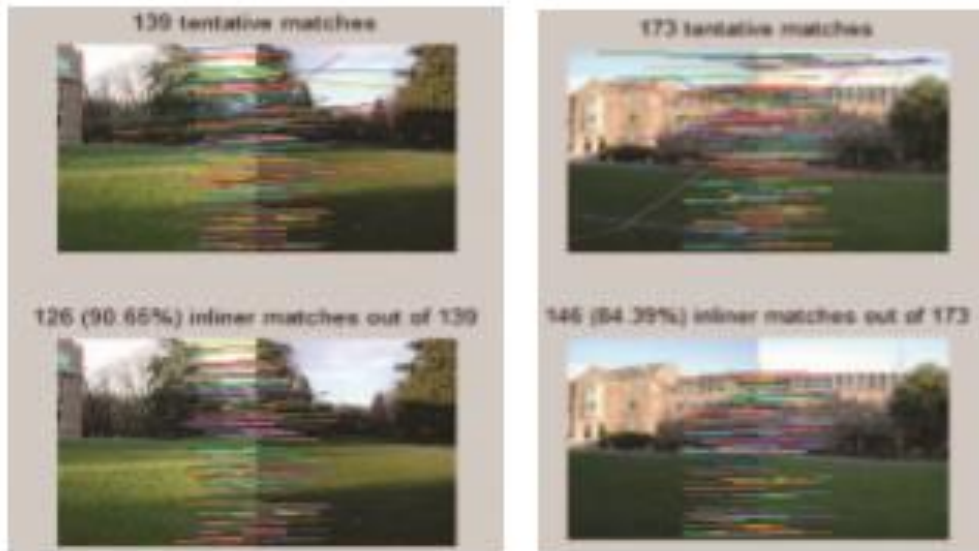 139 tentative matches
173 tentative matches
126 (90.65%) inliner matches out of 139
146 (84.39%) inliner matches out of 173